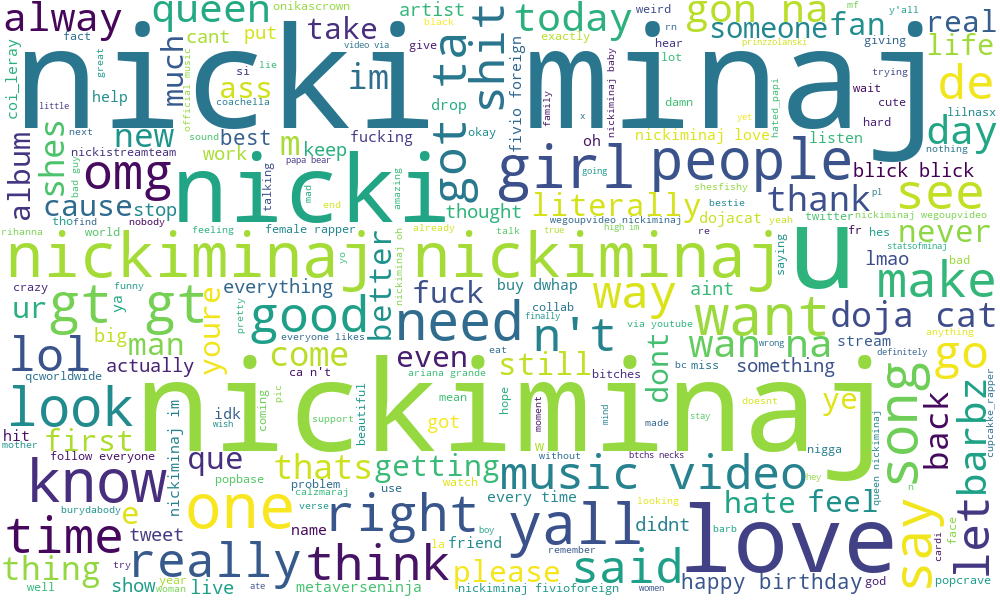 alway
queen
onikascrown
artist
shit
today
weird
rn
black
gon na
mf
y'all
real
fact
cant
put
take
video via
give
exactly
someone
fan
prinzzolanski
giving
life
great
nicki minaj
coi_leray
help
official music
much
si
lie
ass
im
coachella
hear
lot
drop
damn
fivio foreign
family
x
nickiminaj baby
yet
hated_papi
trying
wait
cute
de
lilnasx
little
next
new
sound
best
m
fucking
got ta
okay
oh
nickiminaj love
listen
hard
nothing
day
album
shes
bad guy
nickistreamteam
work
keep
talking
papa bear
going
girl
people
blick blick
omg
nicki
mad
end
amazing
shesfishy
bestie
thank
pl
see
cause
stop
thofind
nobody
thought
literally
wegoupvideo nickiminaj
dojacat
yeah
twitter
nickiminaj wegoupvideo
rihanna
world
feeling
female rapper
already
talk
true
high im
re
fr
hes
never
nickiminaj
nickiminaj
yo
nickiminaj oh
better
saying
u
statsofminaj
lmao
bad
crazy
funny
everything
fuck
buy dwhap
way
aint
make
ur
gt gt
ya
pretty
good
need
collab
finally
n't
via youtube
want
doja cat
big
man
youre
everyone likes
wan na
wrong
stream
anything
lol
actually
come
even
eat
still
dont
bc
miss
something
definitely
go
qcworldwide
ca n't
ariana grande
bitches
look
nickiminaj im
idk
wish
coming
pic
support
nickiminaj
beautiful
mean
got
hope
moment
mind
made
stay
doesnt
ye
song
back
cupcakke_rapper
barbz
hit
mother
first
w
without
btchs necks
nigga
queen nickiminaj
follow everyone
que
popbase
thats
getting
watch
music video
hey
n
know
burydabody
e
one
problem
calzmaraj
use
every time
looking
hate
feel
say
cardi
face
let
time
tweet
name
verse
right
boy
yall
didnt
barb
love
really
think
la
friend
remember
said
thing
well
try
show
year
woman
live
ate
metaverseninja
please
nickiminaj fivioforeign
women
happy birthday
god
popcrave